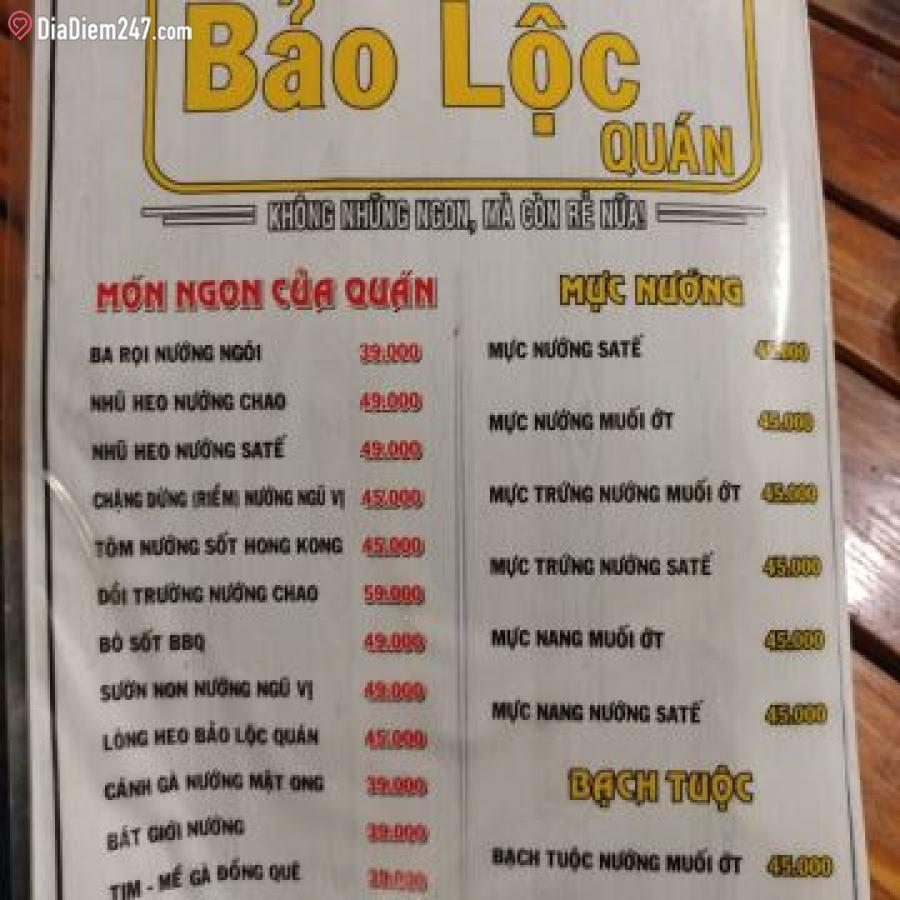 DiaDiem247.com
Bảo Lộc
QUÁN
KHÔNG NHỮNG NGON, MÀ CÒN RẺ NỮA!
MÓN NGON CỦA QUÁN
BA RỌI NƯỚNG NGÓI 39.000
NHŨ HEO NƯỚNG CHAO 49.000
NHŨ HEO NƯỚNG SATẾ 49.000
CHẶNG DỪNG (RIỀM) NƯỚNG NGŨ VỊ 45.000
TÔM NƯỚNG SỐT HONG KONG 45.000
DỒI TRƯỜNG NƯỚNG CHAO 59.000
BÒ SỐT BBQ 49.000
SƯỜN NON NƯỚNG NGŨ VỊ 49.000
LÒNG HEO BẢO LỘC QUÁN 45.000
CÁNH GÀ NƯỚNG MẬT ONG 39.000
BÁT GIỚI NƯỚNG 39.000
TIM - MỀ GÀ ĐỒNG QUÊ 39.000
MỰC NƯỚNG
MỰC NƯỚNG SATẾ
MỰC NƯỚNG MUỐI ỚT 45.000
MỰC TRỨNG NƯỚNG MUỐI ỚT 45.000
MỰC TRỨNG NƯỚNG SATẾ 45.000
MỰC NANG MUỐI ỚT 45.000
MỰC NANG NƯỚNG SATẾ 45.000
BẠCH TUỘC
BẠCH TUỘC NƯỚNG MUỐI ỚT 45.000